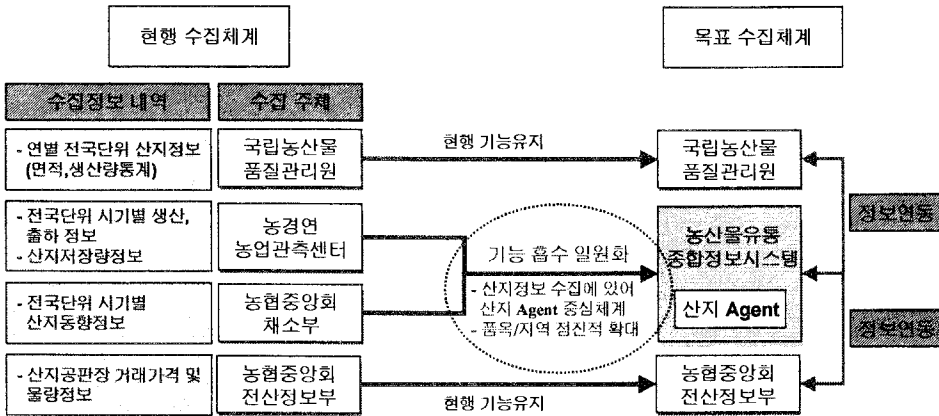 현행 수집체계
목표 수집체계
수집정보 내역
수집 주체
- 연별 전국단위 산지정보
(면적,생산량통계)
국립농산물
품질관리원
현행 기능유지
국립농산물
품질관리원
- 전국단위 시기별 생산,
출하 정보
- 산지저장량정보
농경연
농업관측센터
- 전국단위 시기별
산지동향정보
농협중앙회
채소부
기능 흡수 일원화
- 산지정보 수집에 있어
산지 Agent 중심체계
- 품옥/지역 점진적 확대
농산물유통
종합정보시스템
산지 Agent
정보연동
정보연동
- 산지공판장 거래가격 및
물량정보
농협중앙회
전산정보부
현행 기능유지
농협중앙회
전산정보부